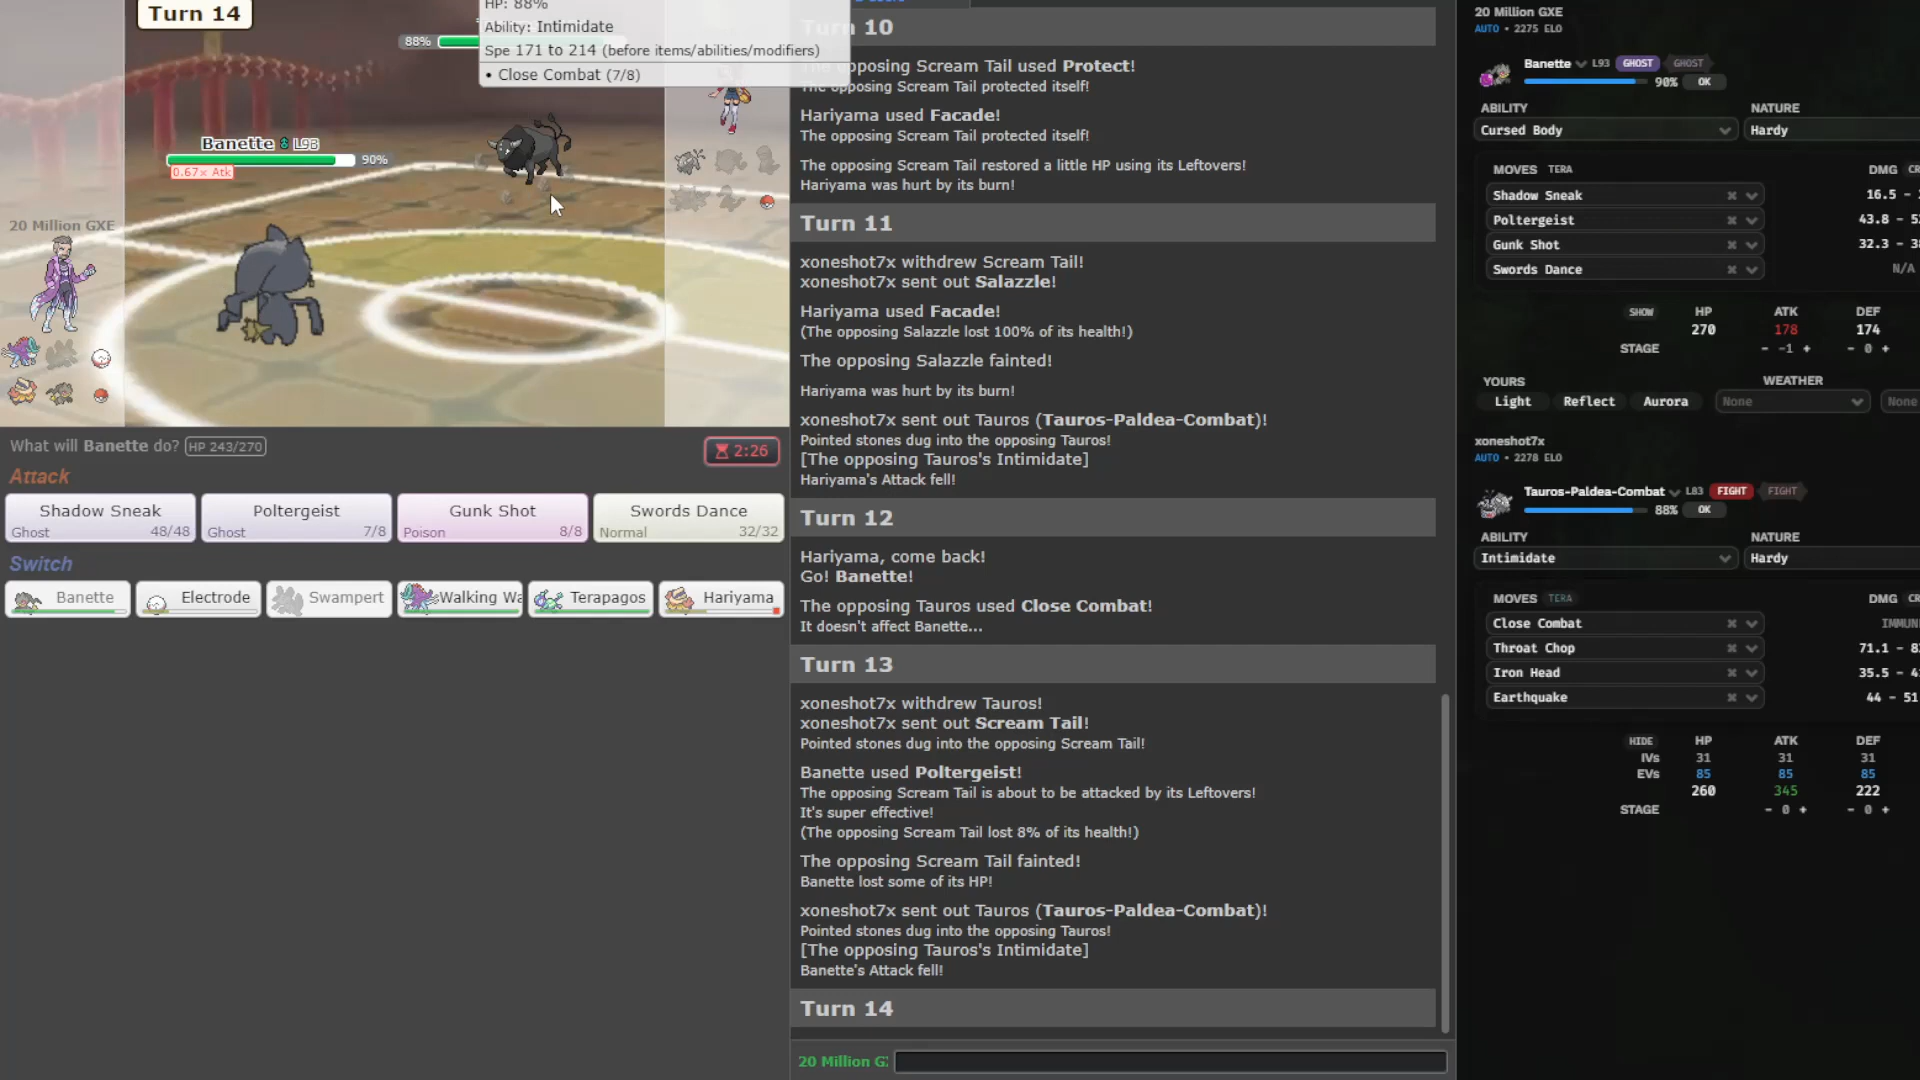 Turn 14
HP: 88%
Ability: Intimidate
Spe 171 to 214 (before items/abilities/modifiers)
• Close Combat (7/8)
88%
Banette L93
90%
0.67× Atk
20 Million GXE
What will Banette do? HP 243/270
2:26
Attack
Shadow Sneak
Ghost 48/48
Poltergeist
Ghost 7/8
Gunk Shot
Poison 8/8
Swords Dance
Normal 32/32
Switch
Banette
Electrode
Swampert
Walking Wa
Terapagos
Hariyama
Turn 10
The opposing Scream Tail used Protect!
The opposing Scream Tail protected itself!
Hariyama used Facade!
The opposing Scream Tail protected itself!
The opposing Scream Tail restored a little HP using its Leftovers!
Hariyama was hurt by its burn!
Turn 11
xoneshot7x withdrew Scream Tail!
xoneshot7x sent out Salazzle!
Hariyama used Facade!
(The opposing Salazzle lost 100% of its health!)
The opposing Salazzle fainted!
Hariyama was hurt by its burn!
xoneshot7x sent out Tauros (Tauros-Paldea-Combat)!
Pointed stones dug into the opposing Tauros!
[The opposing Tauros's Intimidate]
Hariyama's Attack fell!
Turn 12
Hariyama, come back!
Go! Banette!
The opposing Tauros used Close Combat!
It doesn't affect Banette...
Turn 13
xoneshot7x withdrew Tauros!
xoneshot7x sent out Scream Tail!
Pointed stones dug into the opposing Scream Tail!
Banette used Poltergeist!
The opposing Scream Tail is about to be attacked by its Leftovers!
It's super effective!
(The opposing Scream Tail lost 8% of its health!)
The opposing Scream Tail fainted!
Banette lost some of its HP!
xoneshot7x sent out Tauros (Tauros-Paldea-Combat)!
Pointed stones dug into the opposing Tauros!
[The opposing Tauros's Intimidate]
Banette's Attack fell!
Turn 14
20 Million G
20 Million GXE
AUTO • 2275 ELO
Banette L93 GHOST GHOST
90% OK
ABILITY NATURE
Cursed Body Hardy
MOVES TERA DMG CR
Shadow Sneak 16.5 -
Poltergeist 43.8 - 5
Gunk Shot 32.3 - 3
Swords Dance N/A
SHOW HP ATK DEF
270 178 174
STAGE - -1 + - 0 +
YOURS WEATHER
Light Reflect Aurora None None
xoneshot7x
AUTO • 2278 ELO
Tauros-Paldea-Combat L83 FIGHT FIGHT
88% OK
ABILITY NATURE
Intimidate Hardy
MOVES TERA DMG CR
Close Combat IMMUN
Throat Chop 71.1 - 8
Iron Head 35.5 - 4
Earthquake 44 - 51
HIDE HP ATK DEF
IVs 31 31 31
EVs 85 85 85
260 345 222
STAGE - 0 + - 0 +